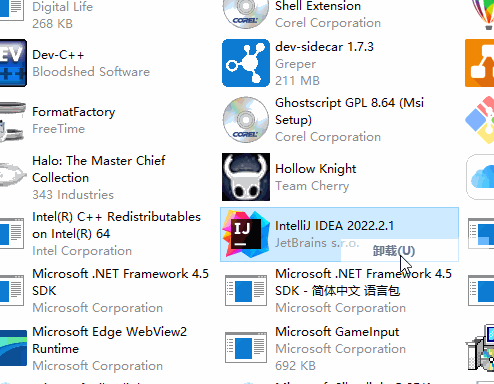 Digital Life
268 KB
Dev-C++
Bloodshed Software
FormatFactory
FreeTime
Halo: The Master Chief
Collection
343 Industries
Intel(R) C++ Redistributables
on Intel(R) 64
Intel Corporation
Microsoft .NET Framework 4.5
SDK
Microsoft Corporation
Microsoft Edge WebView2
Runtime
Microsoft Corporation
Shell Extension
Corel Corporation
dev-sidecar 1.7.3
Greper
211 MB
Ghostscript GPL 8.64 (Msi
Setup)
Corel Corporation
COREL
Hollow Knight
Team Cherry
IJ
IntelliJ IDEA 2022.2.1
JetBrains s.r.o.
卸载(U)
Microsoft .NET Framework 4.5
SDK - 简体中文 语言包
Microsoft Corporation
Microsoft GameInput
Microsoft Corporation
692 KB